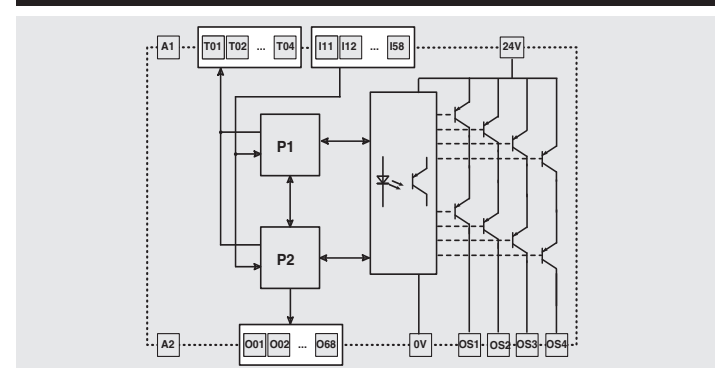 A1 T01 T02 ... T04 I11 I12 ... I58 24V
P1
P2
A2 O01 O02 ... O68 0V OS1 OS2 OS3 OS4